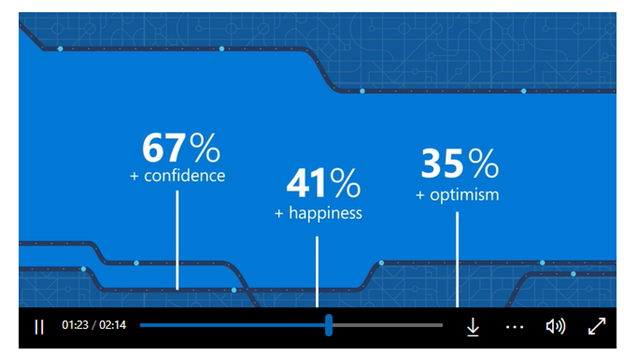 67%
+ confidence
41%
+ happiness
35%
+ optimism
01:23 / 02:14